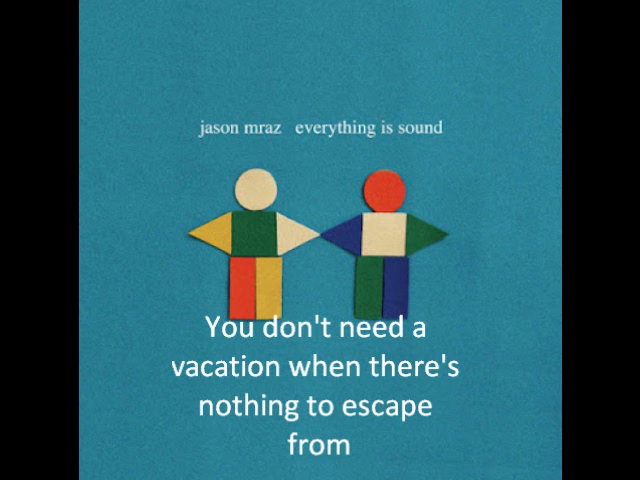 jason mraz everything is sound
You don't need a
vacation when there's
nothing to escape
from